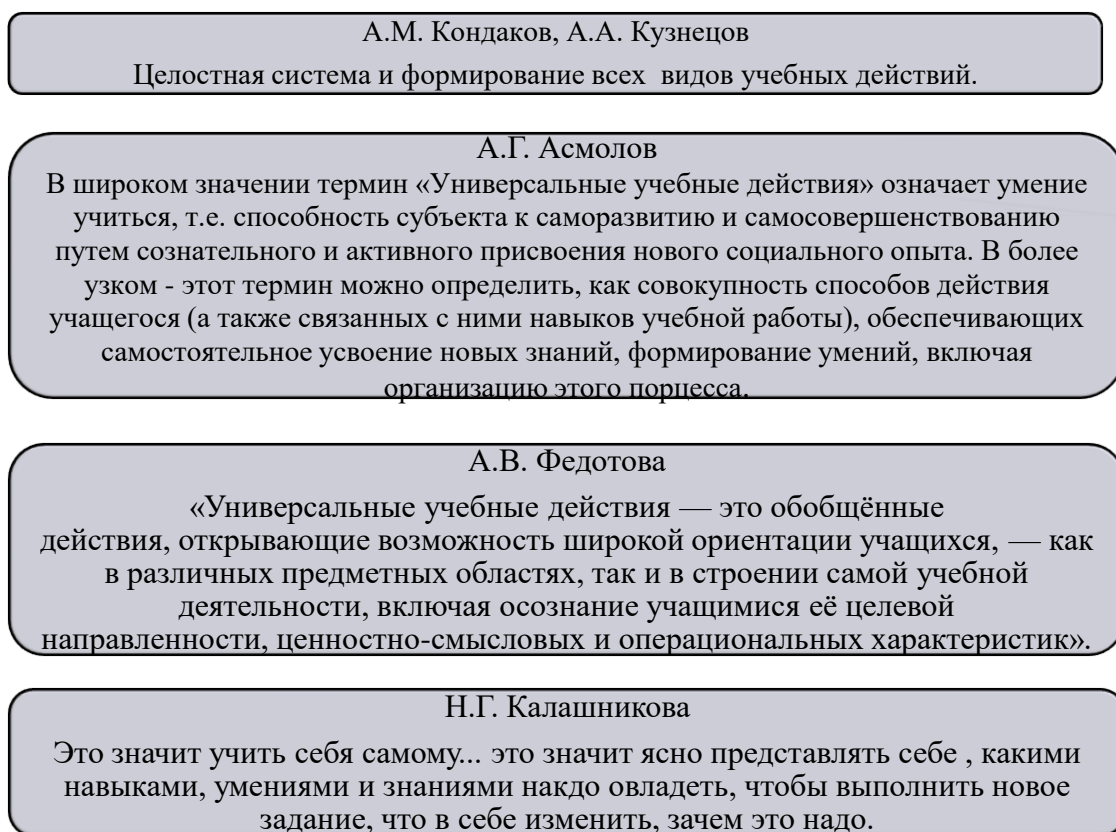 А.М. Кондаков, А.А. Кузнецов
Целостная система и формирование всех видов учебных действий.
А.Г. Асмолов
В широком значении термин «Универсальные учебные действия» означает умение
учиться, т.е. способность субъекта к саморазвитию и самосовершенствованию
путем сознательного и активного присвоения нового социального опыта. В более
узком - этот термин можно определить, как совокупность способов действия
учащегося (а также связанных с ними навыков учебной работы), обеспечивающих
самостоятельное усвоение новых знаний, формирование умений, включая
организацию этого порцесса.
А.В. Федотова
«Универсальные учебные действия — это обобщённые
действия, открывающие возможность широкой ориентации учащихся, — как
в различных предметных областях, так и в строении самой учебной
деятельности, включая осознание учащимися её целевой
направленности, ценностно-смысловых и операциональных характеристик».
Н.Г. Калашникова
Это значит учить себя самому... это значит ясно представлять себе , какими
навыками, умениями и знаниями накдо овладеть, чтобы выполнить новое
задание, что в себе изменить, зачем это надо.